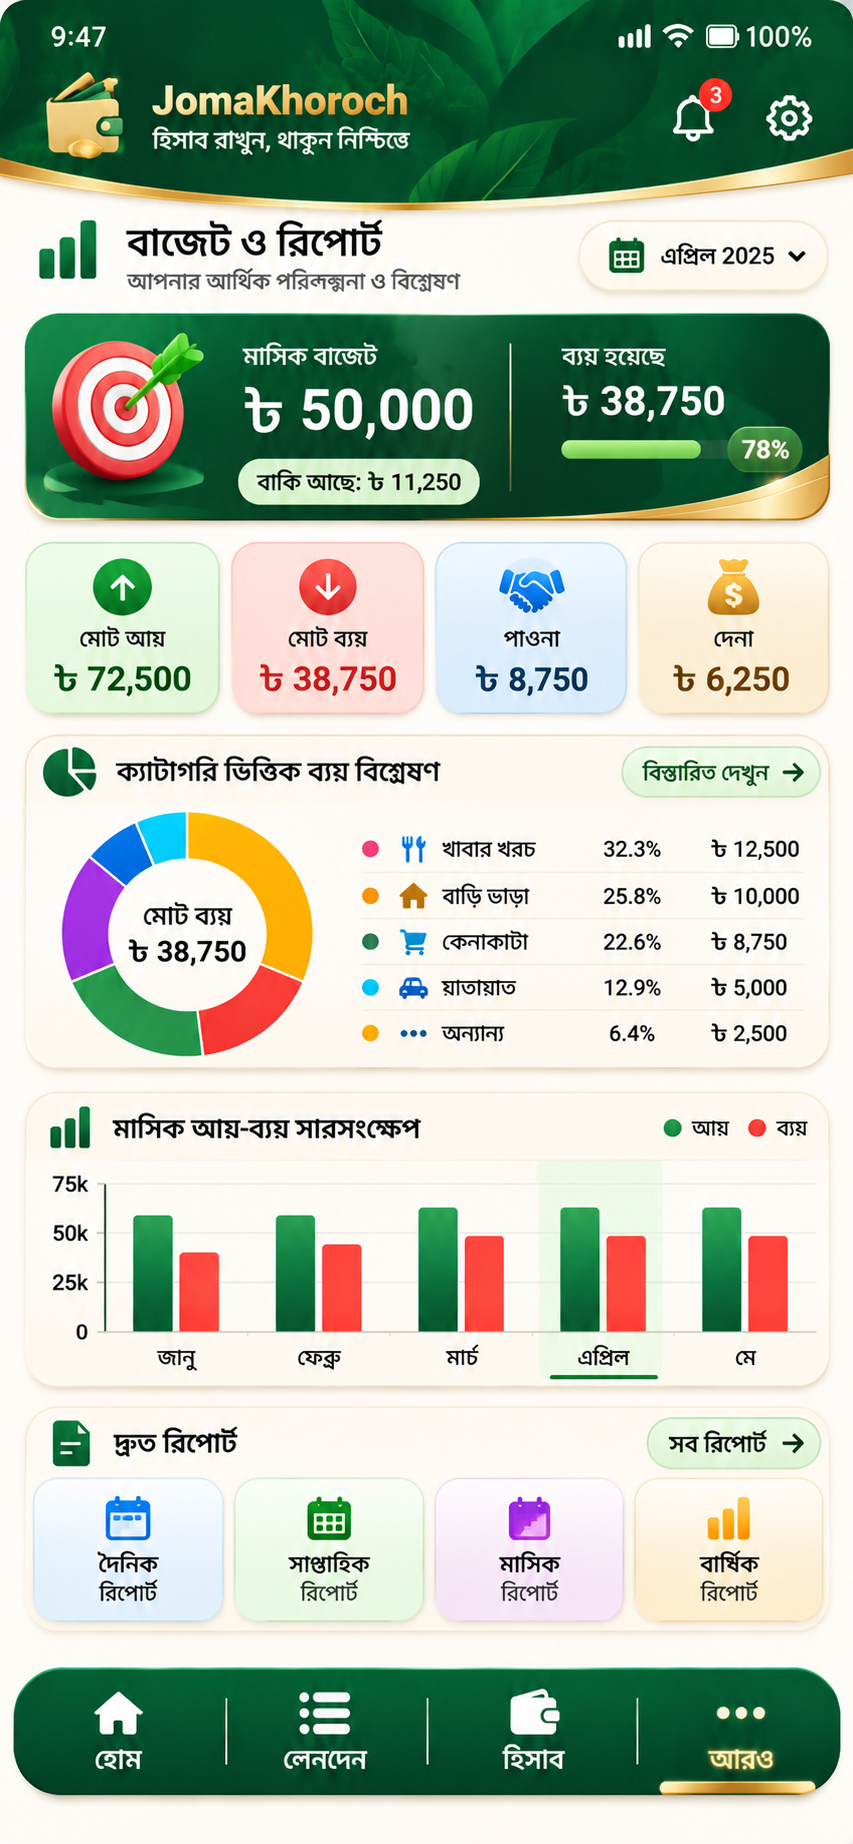 9:47
100%
JomaKhoroch
3
হিসাব রাখুন, থাকুন নিশ্চিন্তে
বাজেট ও রিপোর্ট
এপ্রিল 2025
আপনার আর্থিক পরিকল্পনা ও বিশ্লেষণ
মাসিক বাজেট
৳ 50,000
বাকি আছে: ৳ 11,250
ব্যয় হয়েছে
৳ 38,750
78%
মোট আয়
৳ 72,500
মোট ব্যয়
৳ 38,750
পাওনা
৳ 8,750
$
দেনা
৳ 6,250
ক্যাটাগরি ভিত্তিক ব্যয় বিশ্লেষণ
বিস্তারিত দেখুন →
মোট ব্যয়
৳ 38,750
খাবার খরচ 32.3% ৳ 12,500
বাড়ি ভাড়া 25.8% ৳ 10,000
কেনাকাটা 22.6% ৳ 8,750
য়াতায়াত 12.9% ৳ 5,000
অন্যান্য 6.4% ৳ 2,500
মাসিক আয়-ব্যয় সারসংক্ষেপ
আয় ব্যয়
75k
50k
25k
0
জানু ফেব্রু মার্চ এপ্রিল মে
দ্রুত রিপোর্ট
সব রিপোর্ট →
দৈনিক
রিপোর্ট
সাপ্তাহিক
রিপোর্ট
মাসিক
রিপোর্ট
বার্ষিক
রিপোর্ট
হোম লেনদেন হিসাব আরও